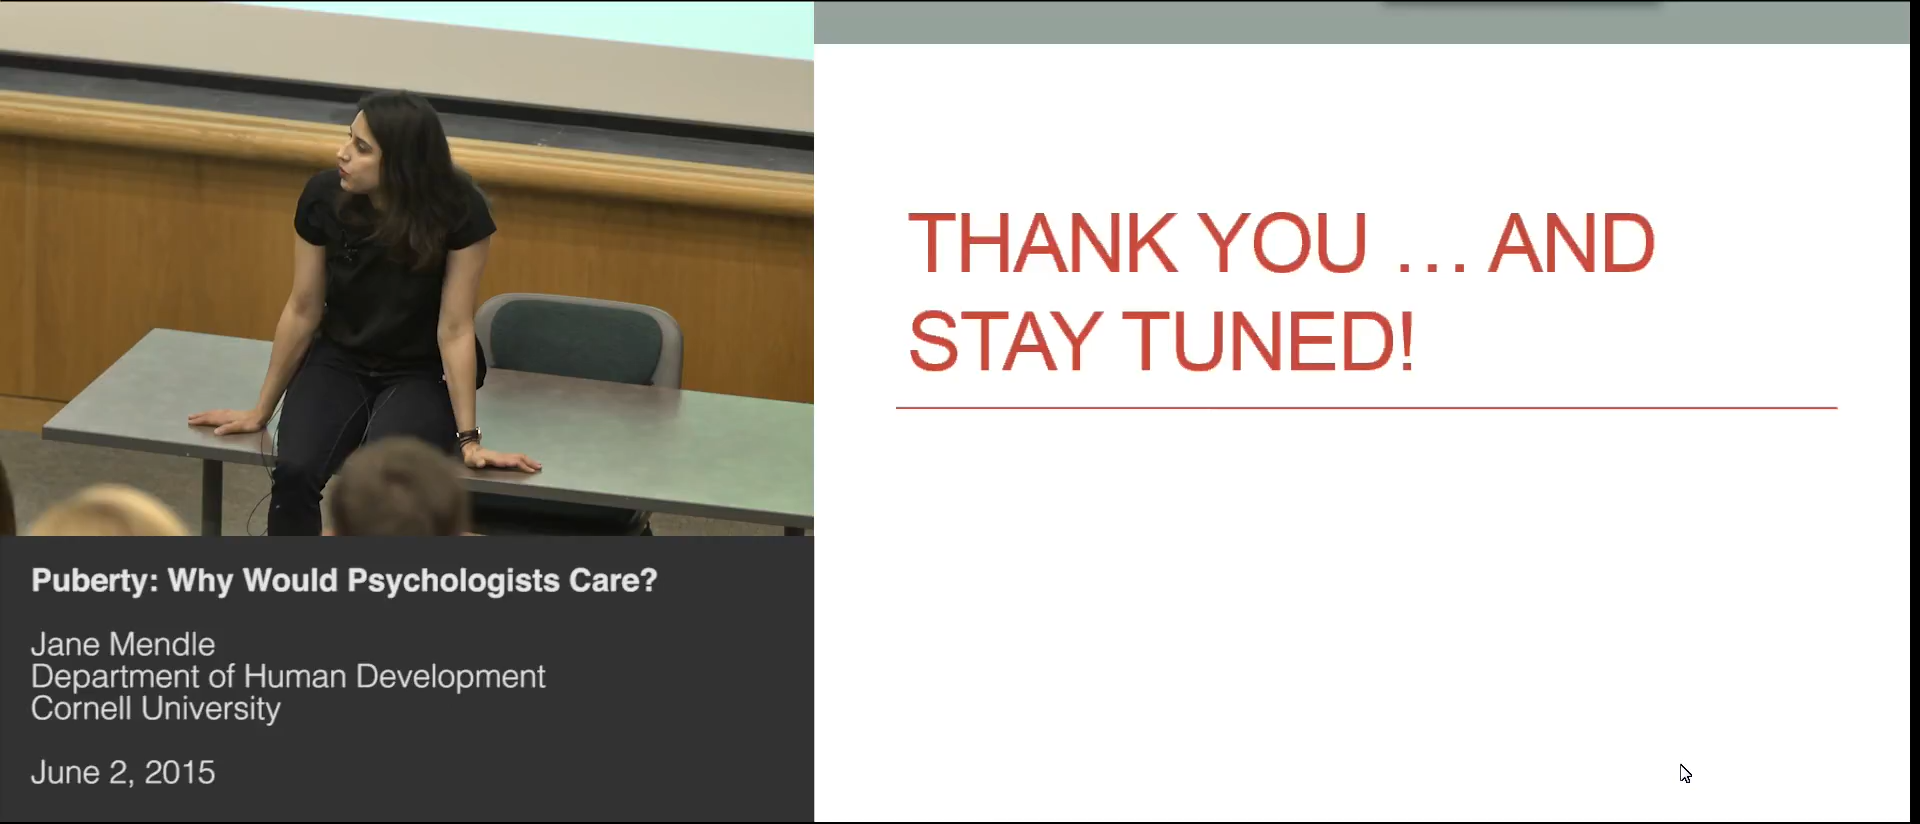 THANK YOU … AND
STAY TUNED!
Puberty: Why Would Psychologists Care?
Jane Mendle
Department of Human Development
Cornell University
June 2, 2015